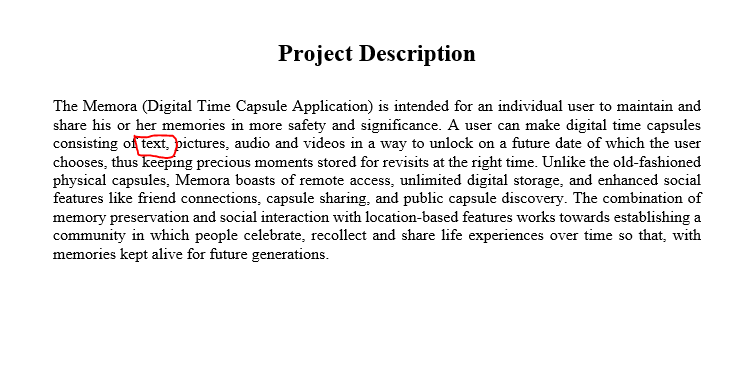 Project Description
The Memora (Digital Time Capsule Application) is intended for an individual user to maintain and
share his or her memories in more safety and significance. A user can make digital time capsules
consisting of text, pictures, audio and videos in a way to unlock on a future date of which the user
chooses, thus keeping precious moments stored for revisits at the right time. Unlike the old-fashioned
physical capsules, Memora boasts of remote access, unlimited digital storage, and enhanced social
features like friend connections, capsule sharing, and public capsule discovery. The combination of
memory preservation and social interaction with location-based features works towards establishing a
community in which people celebrate, recollect and share life experiences over time so that, with
memories kept alive for future generations.